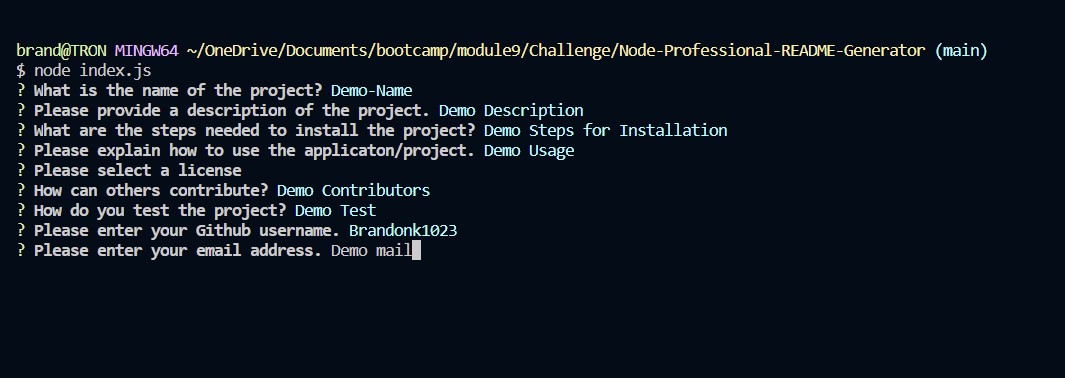 brand@TRON MINGW64 ~/OneDrive/Documents/bootcamp/module9/Challenge/Node-Professional-README-Generator (main)
$ node index.js
? What is the name of the project? Demo-Name
? Please provide a description of the project. Demo Description
? What are the steps needed to install the project? Demo Steps for Installation
? Please explain how to use the applicaton/project. Demo Usage
? Please select a license
? How can others contribute? Demo Contributors
? How do you test the project? Demo Test
? Please enter your Github username. Brandonk1023
? Please enter your email address. Demo mail